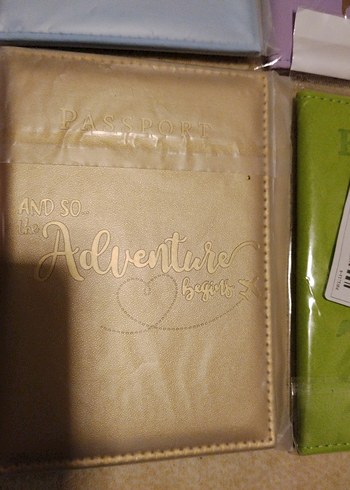 PASSPORT
AND SO
the
Adventure
begins